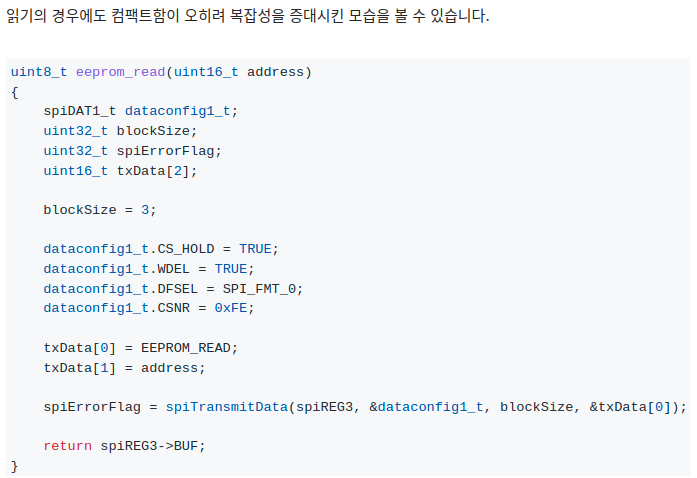 읽기의 경우에도 컴팩트함이 오히려 복잡성을 증대시킨 모습을 볼 수 있습니다.
uint8_t eeprom_read(uint16_t address)
{
    spiDAT1_t dataconfig1_t;
    uint32_t blockSize;
    uint32_t spiErrorFlag;
    uint16_t txData[2];

    blockSize = 3;

    dataconfig1_t.CS_HOLD = TRUE;
    dataconfig1_t.WDEL = TRUE;
    dataconfig1_t.DFSEL = SPI_FMT_0;
    dataconfig1_t.CSNR = 0xFE;

    txData[0] = EEPROM_READ;
    txData[1] = address;

    spiErrorFlag = spiTransmitData(spiREG3, &dataconfig1_t, blockSize, &txData[0]);

    return spiREG3->BUF;
}